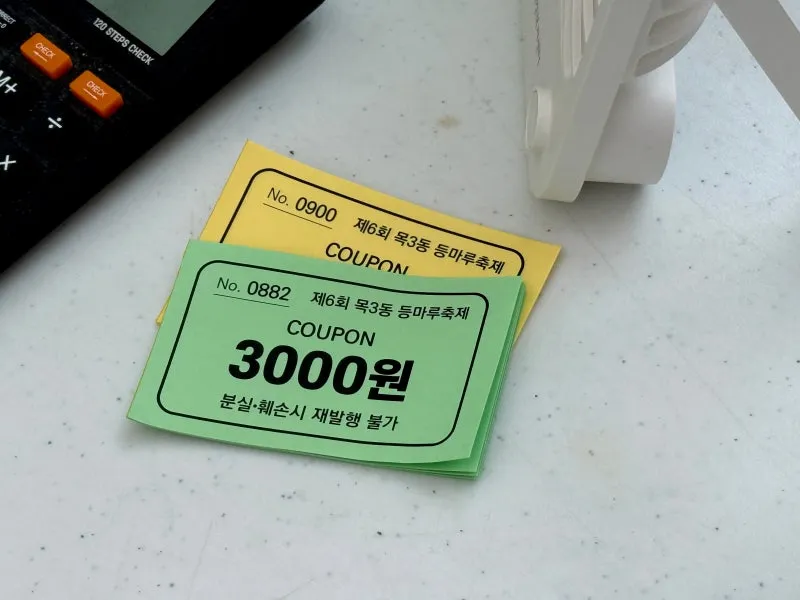 120 STEPS CHECK
CHECK
CHECK
M+
÷
×
No. 0900
제6회 목3동 등마루축제
COUPON
No. 0882
제6회 목3동 등마루축제
COUPON
3000원
분실·훼손시 재발행 불가